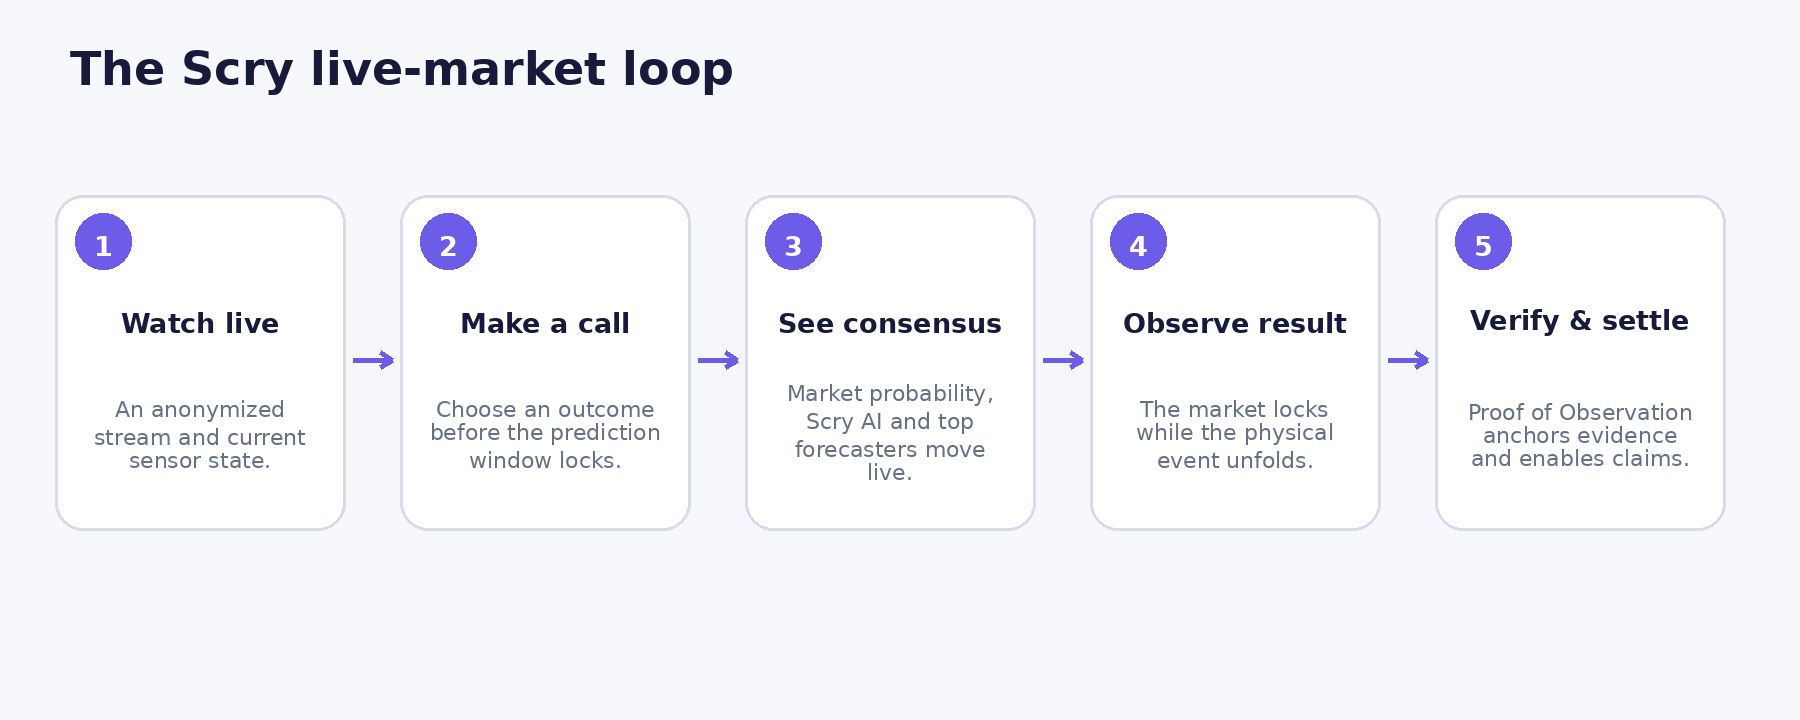 The Scry live-market loop
1
Watch live
An anonymized
stream and current
sensor state.
2
Make a call
Choose an outcome
before the prediction
window locks.
3
See consensus
Market probability,
Scry AI and top
forecasters move
live.
4
Observe result
The market locks
while the physical
event unfolds.
5
Verify & settle
Proof of Observation
anchors evidence
and enables claims.